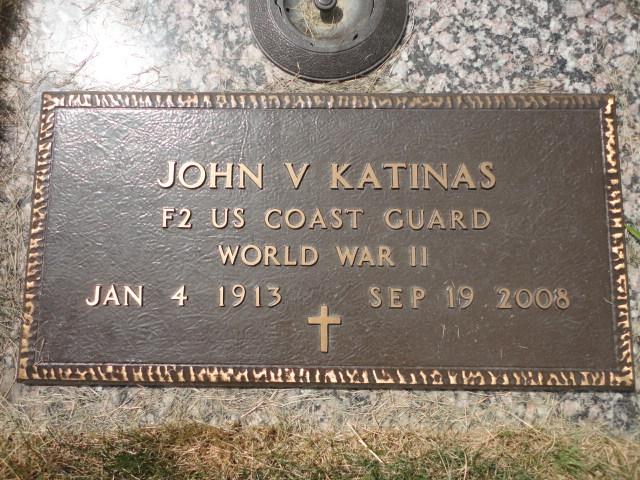 JOHN V KATINAS
F2 US COAST GUARD
WORLD WAR II
JAN 4 1913 SEP 19 2008